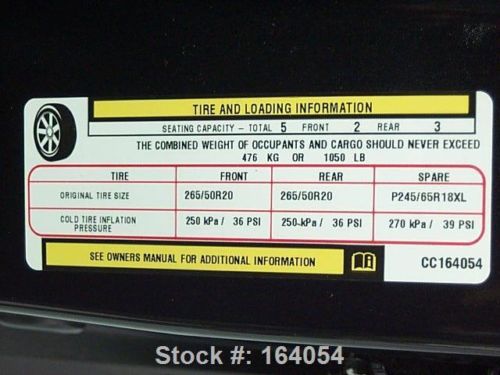 TIRE AND LOADING INFORMATION
SEATING CAPACITY - TOTAL 5 FRONT 2 REAR 3
THE COMBINED WEIGHT OF OCCUPANTS AND CARGO SHOULD NEVER EXCEED
476 KG OR 1050 LB
TIRE FRONT REAR SPARE
ORIGINAL TIRE SIZE 265/50R20 265/50R20 P245/65R18XL
COLD TIRE INFLATION PRESSURE 250 kPa / 36 PSI 250 kPa / 36 PSI 270 kPa / 39 PSI
SEE OWNERS MANUAL FOR ADDITIONAL INFORMATION CC164054
Stock #: 164054